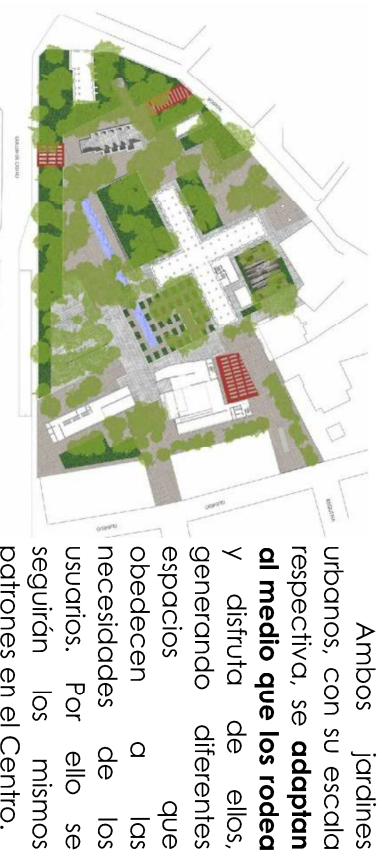 Ambos jardines
urbanos, con su escala
respectiva, se adaptan
al medio que los rodea
y disfruta de ellos,
generando diferentes
espacios que
obedecen a las
necesidades de los
usuarios. Por ello se
seguirán los mismos
patrones en el Centro.